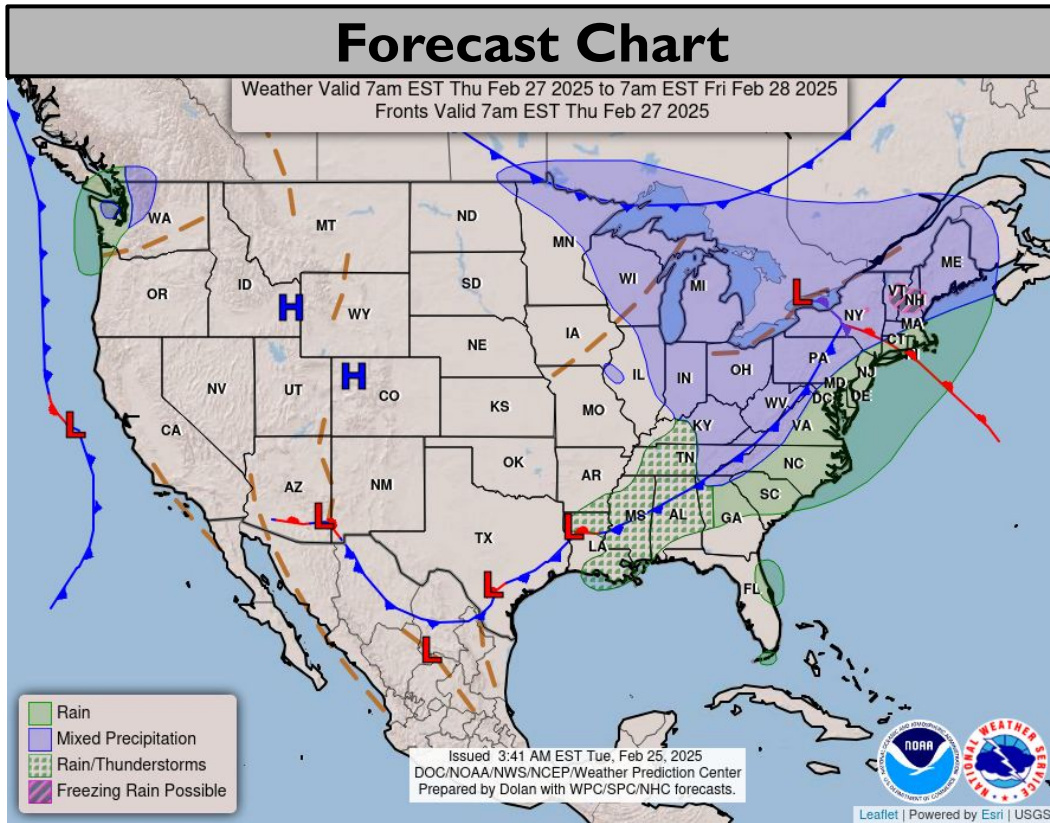 Forecast Chart
Weather Valid 7am EST Thu Feb 27 2025 to 7am EST Fri Feb 28 2025
Fronts Valid 7am EST Thu Feb 27 2025
WA
MT
ND
MN
ME
OR
ID
H
WY
SD
WI
MI
L
NY
VT
NH
MA
CT
RI
NV
UT
H
CO
NE
IA
IL
IN
OH
PA
NJ
MD
DE
DC
WV
VA
L
CA
KS
MO
KY
AZ
NM
OK
AR
TN
NC
SC
L
TX
L
LA
MS
AL
GA
L
FL
L
Rain
Mixed Precipitation
Rain/Thunderstorms
Freezing Rain Possible
Issued 3:41 AM EST Tue, Feb 25, 2025
DOC/NOAA/NWS/NCEP/Weather Prediction Center
Prepared by Dolan with WPC/SPC/NHC forecasts.
NOAA
NATIONAL WEATHER SERVICE
Leaflet | Powered by Esri | USGS